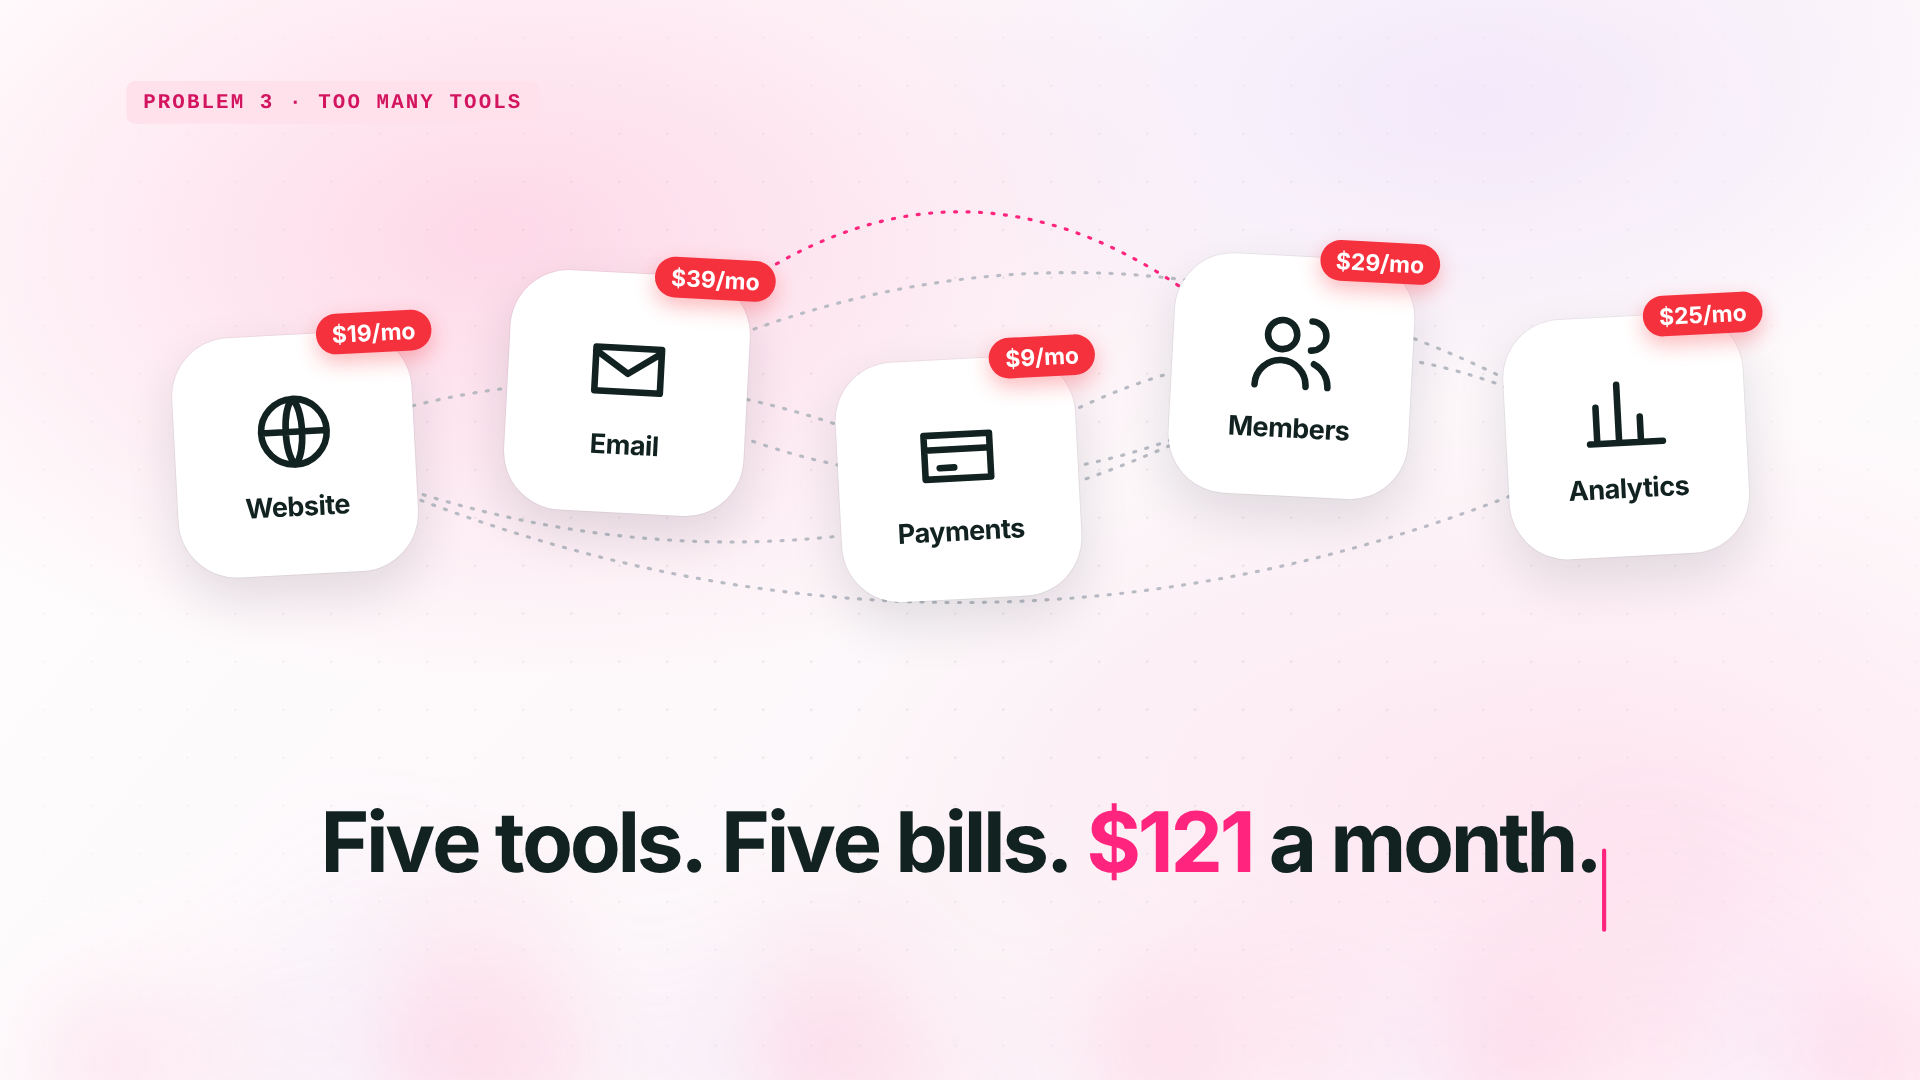 PROBLEM 3 · TOO MANY TOOLS
$19/mo
Website
$39/mo
Email
$9/mo
Payments
$29/mo
Members
$25/mo
Analytics
Five tools. Five bills. $121 a month.